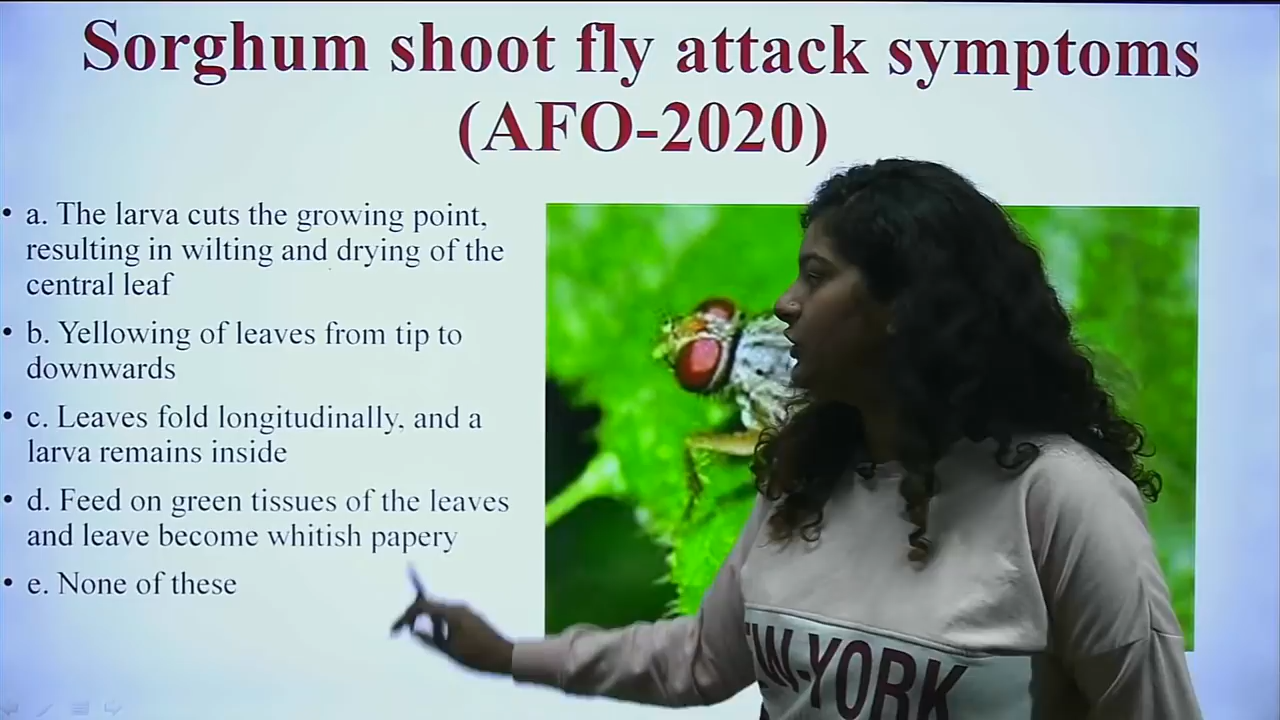 Sorghum shoot fly attack symptoms
(AFO-2020)
• a. The larva cuts the growing point,
resulting in wilting and drying of the
central leaf
• b. Yellowing of leaves from tip to
downwards
• c. Leaves fold longitudinally, and a
larva remains inside
• d. Feed on green tissues of the leaves
and leave become whitish papery
• e. None of these
EW-YORK